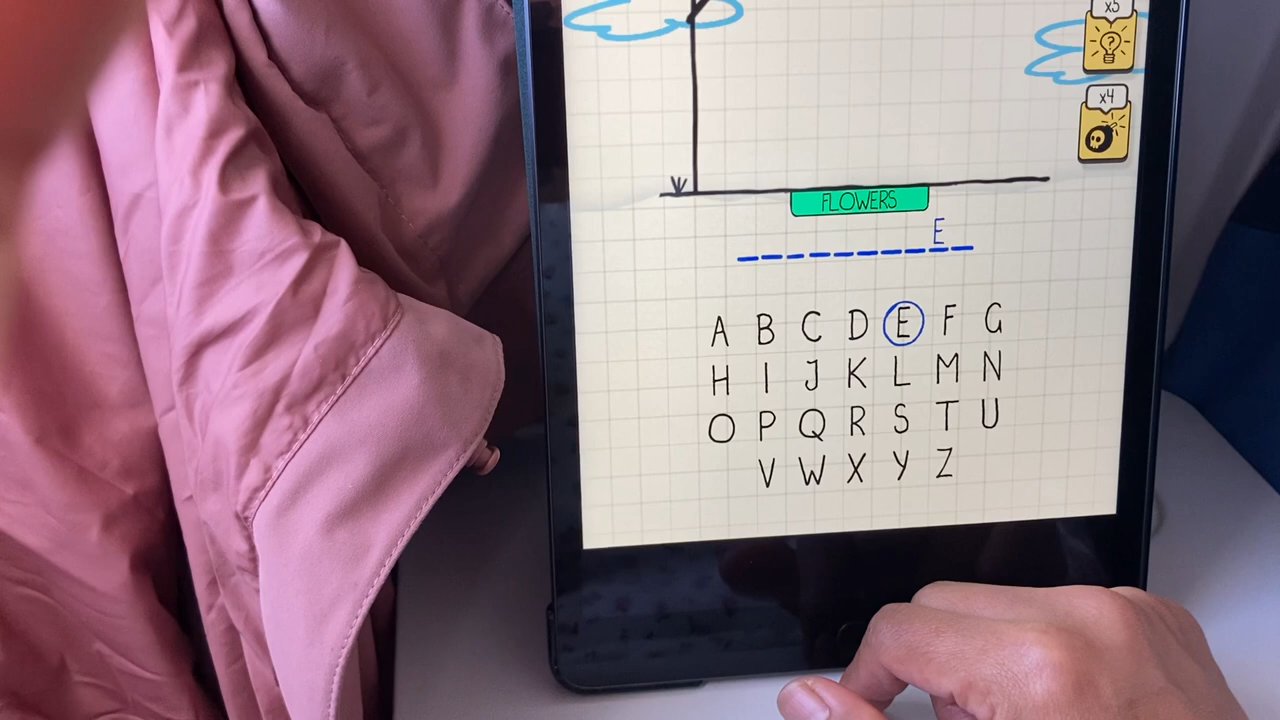 x5
x4
FLOWERS
E
A B C D E F G
H I J K L M N
O P Q R S T U
V W X Y Z